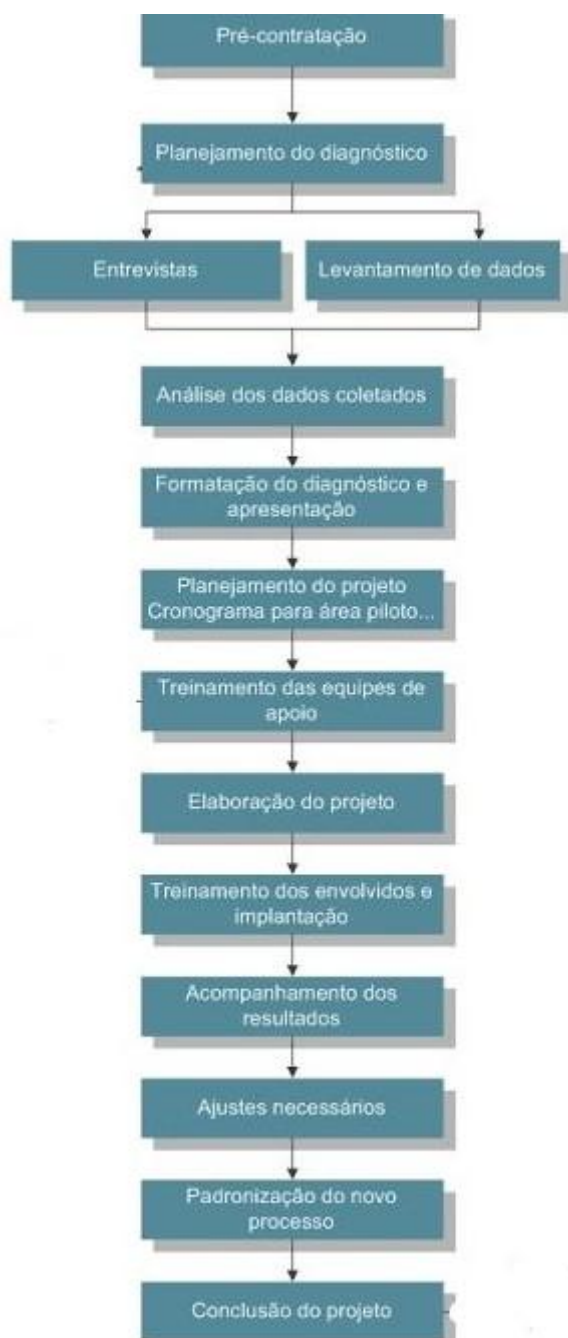 Pré-contratação
Planejamento do diagnóstico
Entrevistas
Levantamento de dados
Análise dos dados coletados
Formatação do diagnóstico e
apresentação
Planejamento do projeto
Cronograma para área piloto...
Treinamento das equipes de
apoio
Elaboração do projeto
Treinamento dos envolvidos e
implantação
Acompanhamento dos
resultados
Ajustes necessários
Padronização do novo
processo
Conclusão do projeto